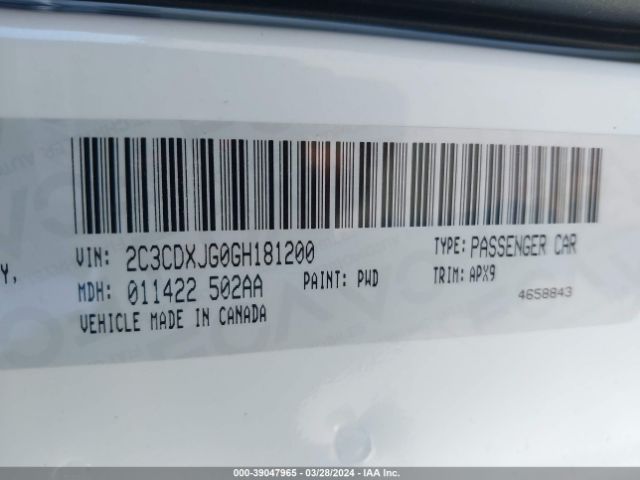 VIN: 2C3CDXJG0GH181200 TYPE: PASSENGER CAR
Y,
MDH: 011422 502AA PAINT: PWD TRIM: APX9
4658843
VEHICLE MADE IN CANADA
000-39047965 - 03/28/2024 - IAA Inc.